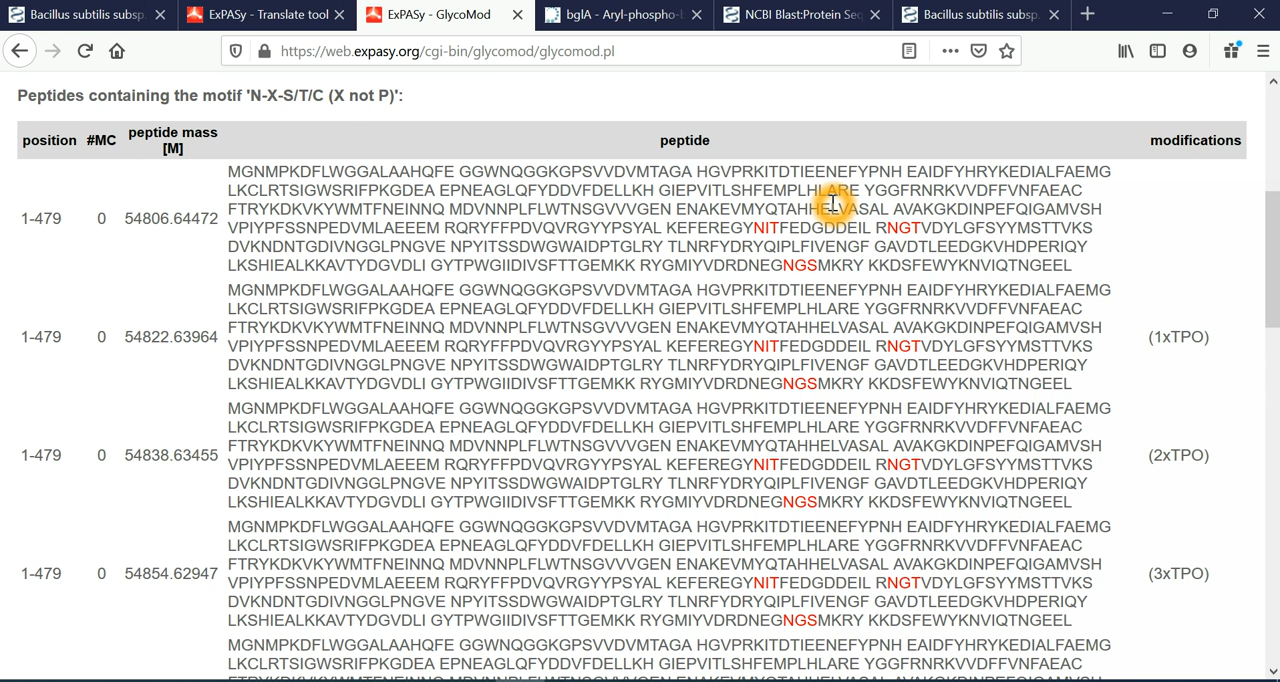 Bacillus subtilis subsp. ExPASy - Translate tool ExPASy - GlycoMod bglA - Aryl-phospho- NCBI Blast:Protein Seq Bacillus subtilis subsp.
https://web.expasy.org/cgi-bin/glycomod/glycomod.pl
Peptides containing the motif 'N-X-S/T/C (X not P)':
position #MC peptide mass [M] peptide modifications
MGNMPKDFLWGGALAAHQFE GGWNQGGKGPSVVDVMTAGA HGVPRKITDTIEENEFYPNH EAIDFYHRYKEDIALFAEMG
LKCLRTSIGWSRIFPKGDEA EPNEAGLQFYDDVFDELLKH GIEPVITLSHFEMPLHLARE YGGFRNRKVVDFFVNFAEAC
1-479 0 54806.64472 FTRYKDKVKYWMTFNEINNQ MDVNNPLFLWTNSGVVVGEN ENAKEVMYQTAHHELVASAL AVAKGKDINPEFQIGAMVSH
VPIYPFSSNPEDVMLAEEEM RQRYFFPDVQVRGYYPSYAL KEFEREGYNITFEDGDDEIL RNGTVDYLGFSYYMSTTVKS
DVKNDNTGDIVNGGLPNGVE NPYITSSDWGWAIDPTGLRY TLNRFYDRYQIPLFIVENGF GAVDTLEEDGKVHDPERIQY
LKSHIEALKKAVTYDGVDLI GYTPWGIIDIVSFTTGEMKK RYGMIYVDRDNEGNGSMKRY KKDSFEWYKNVIQTNGEEL
MGNMPKDFLWGGALAAHQFE GGWNQGGKGPSVVDVMTAGA HGVPRKITDTIEENEFYPNH EAIDFYHRYKEDIALFAEMG
LKCLRTSIGWSRIFPKGDEA EPNEAGLQFYDDVFDELLKH GIEPVITLSHFEMPLHLARE YGGFRNRKVVDFFVNFAEAC
1-479 0 54822.63964 FTRYKDKVKYWMTFNEINNQ MDVNNPLFLWTNSGVVVGEN ENAKEVMYQTAHHELVASAL AVAKGKDINPEFQIGAMVSH (1xTPO)
VPIYPFSSNPEDVMLAEEEM RQRYFFPDVQVRGYYPSYAL KEFEREGYNITFEDGDDEIL RNGTVDYLGFSYYMSTTVKS
DVKNDNTGDIVNGGLPNGVE NPYITSSDWGWAIDPTGLRY TLNRFYDRYQIPLFIVENGF GAVDTLEEDGKVHDPERIQY
LKSHIEALKKAVTYDGVDLI GYTPWGIIDIVSFTTGEMKK RYGMIYVDRDNEGNGSMKRY KKDSFEWYKNVIQTNGEEL
MGNMPKDFLWGGALAAHQFE GGWNQGGKGPSVVDVMTAGA HGVPRKITDTIEENEFYPNH EAIDFYHRYKEDIALFAEMG
LKCLRTSIGWSRIFPKGDEA EPNEAGLQFYDDVFDELLKH GIEPVITLSHFEMPLHLARE YGGFRNRKVVDFFVNFAEAC
1-479 0 54838.63455 FTRYKDKVKYWMTFNEINNQ MDVNNPLFLWTNSGVVVGEN ENAKEVMYQTAHHELVASAL AVAKGKDINPEFQIGAMVSH (2xTPO)
VPIYPFSSNPEDVMLAEEEM RQRYFFPDVQVRGYYPSYAL KEFEREGYNITFEDGDDEIL RNGTVDYLGFSYYMSTTVKS
DVKNDNTGDIVNGGLPNGVE NPYITSSDWGWAIDPTGLRY TLNRFYDRYQIPLFIVENGF GAVDTLEEDGKVHDPERIQY
LKSHIEALKKAVTYDGVDLI GYTPWGIIDIVSFTTGEMKK RYGMIYVDRDNEGNGSMKRY KKDSFEWYKNVIQTNGEEL
MGNMPKDFLWGGALAAHQFE GGWNQGGKGPSVVDVMTAGA HGVPRKITDTIEENEFYPNH EAIDFYHRYKEDIALFAEMG
LKCLRTSIGWSRIFPKGDEA EPNEAGLQFYDDVFDELLKH GIEPVITLSHFEMPLHLARE YGGFRNRKVVDFFVNFAEAC
1-479 0 54854.62947 FTRYKDKVKYWMTFNEINNQ MDVNNPLFLWTNSGVVVGEN ENAKEVMYQTAHHELVASAL AVAKGKDINPEFQIGAMVSH (3xTPO)
VPIYPFSSNPEDVMLAEEEM RQRYFFPDVQVRGYYPSYAL KEFEREGYNITFEDGDDEIL RNGTVDYLGFSYYMSTTVKS
DVKNDNTGDIVNGGLPNGVE NPYITSSDWGWAIDPTGLRY TLNRFYDRYQIPLFIVENGF GAVDTLEEDGKVHDPERIQY
LKSHIEALKKAVTYDGVDLI GYTPWGIIDIVSFTTGEMKK RYGMIYVDRDNEGNGSMKRY KKDSFEWYKNVIQTNGEEL
MGNMPKDFLWGGALAAHQFE GGWNQGGKGPSVVDVMTAGA HGVPRKITDTIEENEFYPNH EAIDFYHRYKEDIALFAEMG
LKCLRTSIGWSRIFPKGDEA EPNEAGLQFYDDVFDELLKH GIEPVITLSHFEMPLHLARE YGGFRNRKVVDFFVNFAEAC